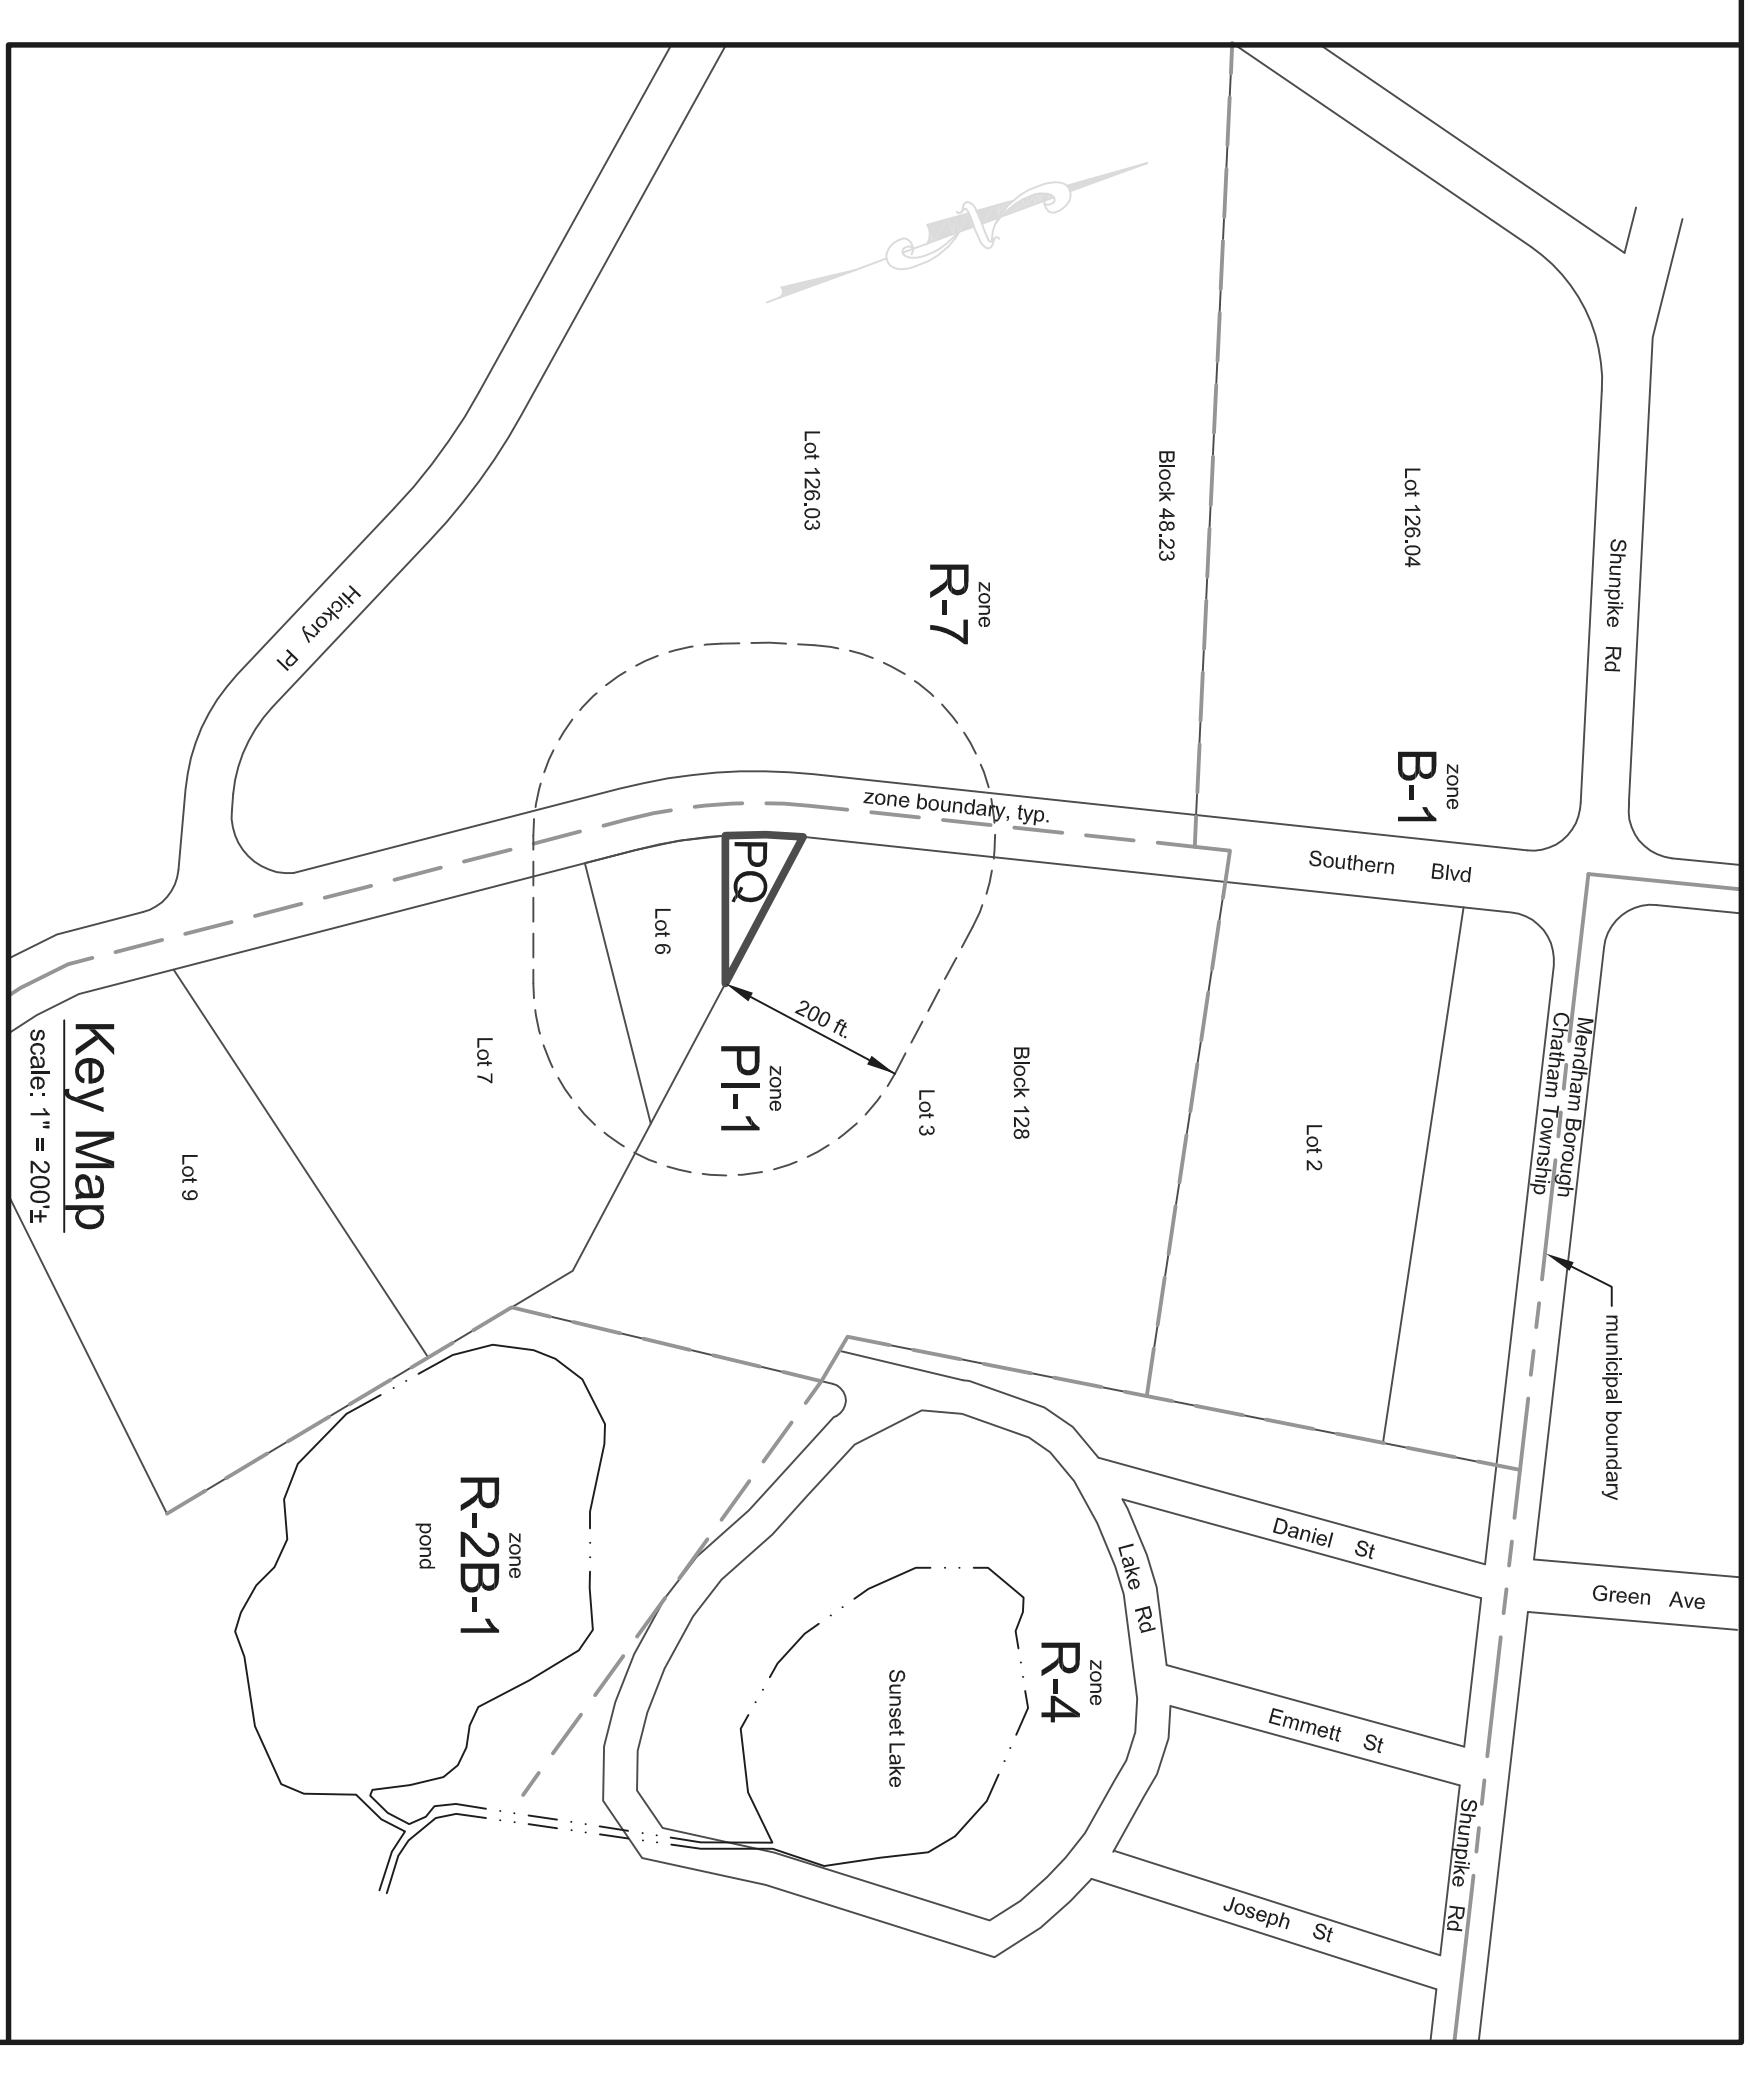 Shunpike Rd
Lot 126.04
zone
B-1
Block 48.23
zone
R-7
Lot 126.03
Hickory Pl
zone boundary, typ.
Southern Blvd
PQ
Lot 6
200 ft.
zone
PI-1
Block 128
Lot 3
Lot 2
Lot 7
Lot 9
Mendham Borough
Chatham Township
municipal boundary
Green Ave
Daniel St
Lake Rd
Emmett St
Shunpike Rd
Joseph St
zone
R-4
Sunset Lake
zone
R-2B-1
pond
Key Map
scale: 1" = 200'±